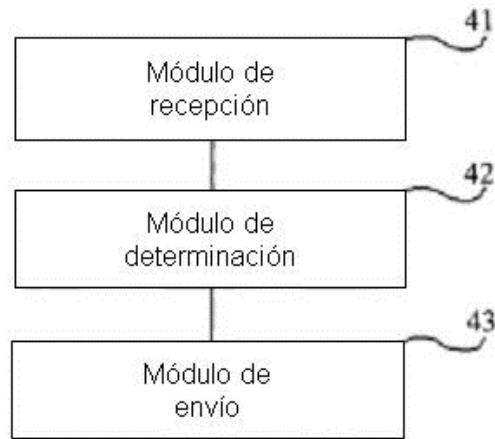 41
Módulo de
recepción
42
Módulo de
determinación
43
Módulo de
envío